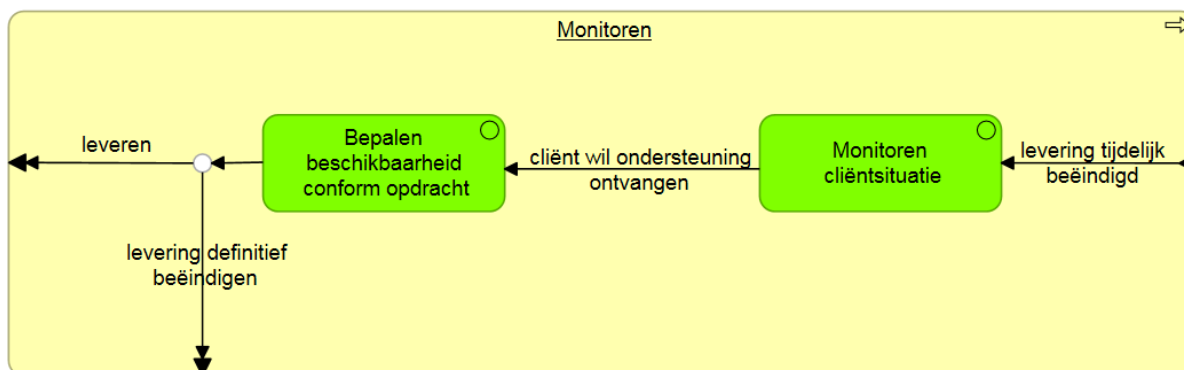 Monitoren
leveren
Bepalen
beschikbaarheid
conform opdracht
cliënt wil ondersteuning
ontvangen
Monitoren
cliëntsituatie
levering tijdelijk
beëindigd
levering definitief
beëindigen